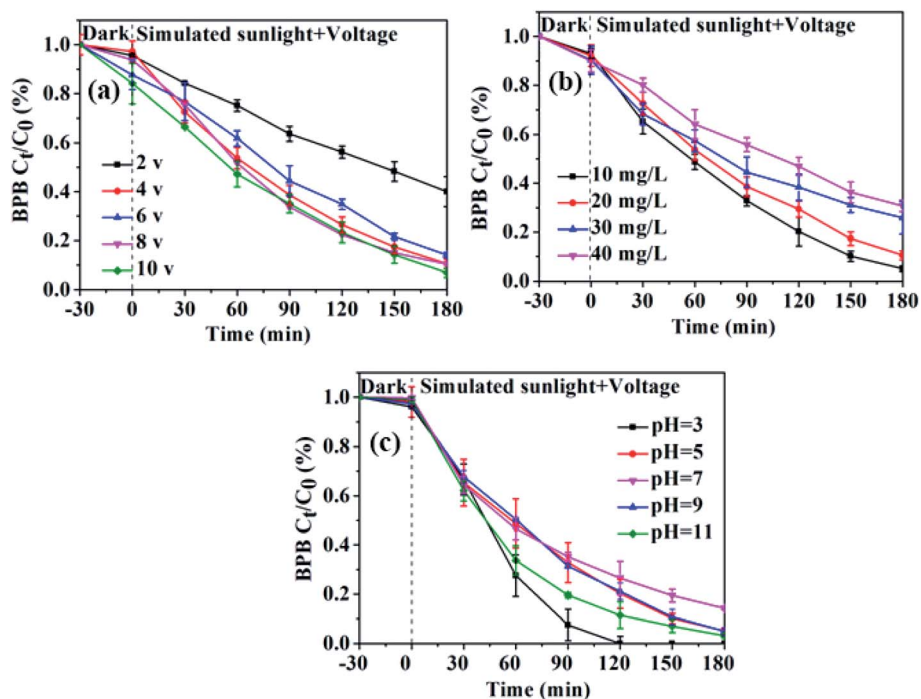 Dark Simulated sunlight+Voltage
(a)
BPB Ct/C0 (%)
1.0
0.8
0.6
0.4
0.2
0.0
2 v
4 v
6 v
8 v
10 v
-30 0 30 60 90 120 150 180
Time (min)
Dark Simulated sunlight+Voltage
(b)
BPB Ct/C0 (%)
1.0
0.8
0.6
0.4
0.2
0.0
10 mg/L
20 mg/L
30 mg/L
40 mg/L
-30 0 30 60 90 120 150 180
Time (min)
Dark Simulated sunlight+Voltage
(c)
BPB Ct/C0 (%)
1.0
0.8
0.6
0.4
0.2
0.0
pH=3
pH=5
pH=7
pH=9
pH=11
-30 0 30 60 90 120 150 180
Time (min)